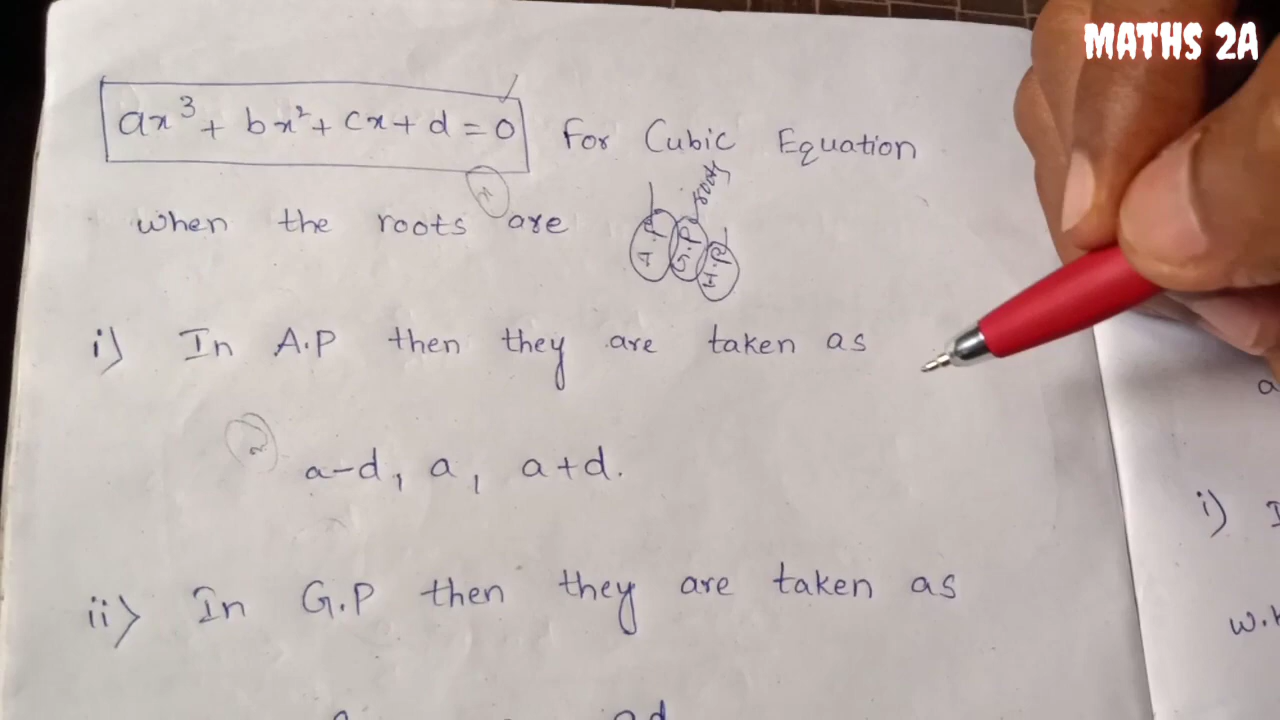 MATHS 2A
ax³ + bx² + cx + d = 0 For Cubic Equation
when the roots are A.P G.P H.P roots
i) In A.P then they are taken as
a-d, a, a+d.
ii) In G.P then they are taken as
ad
a
i) I
w.k